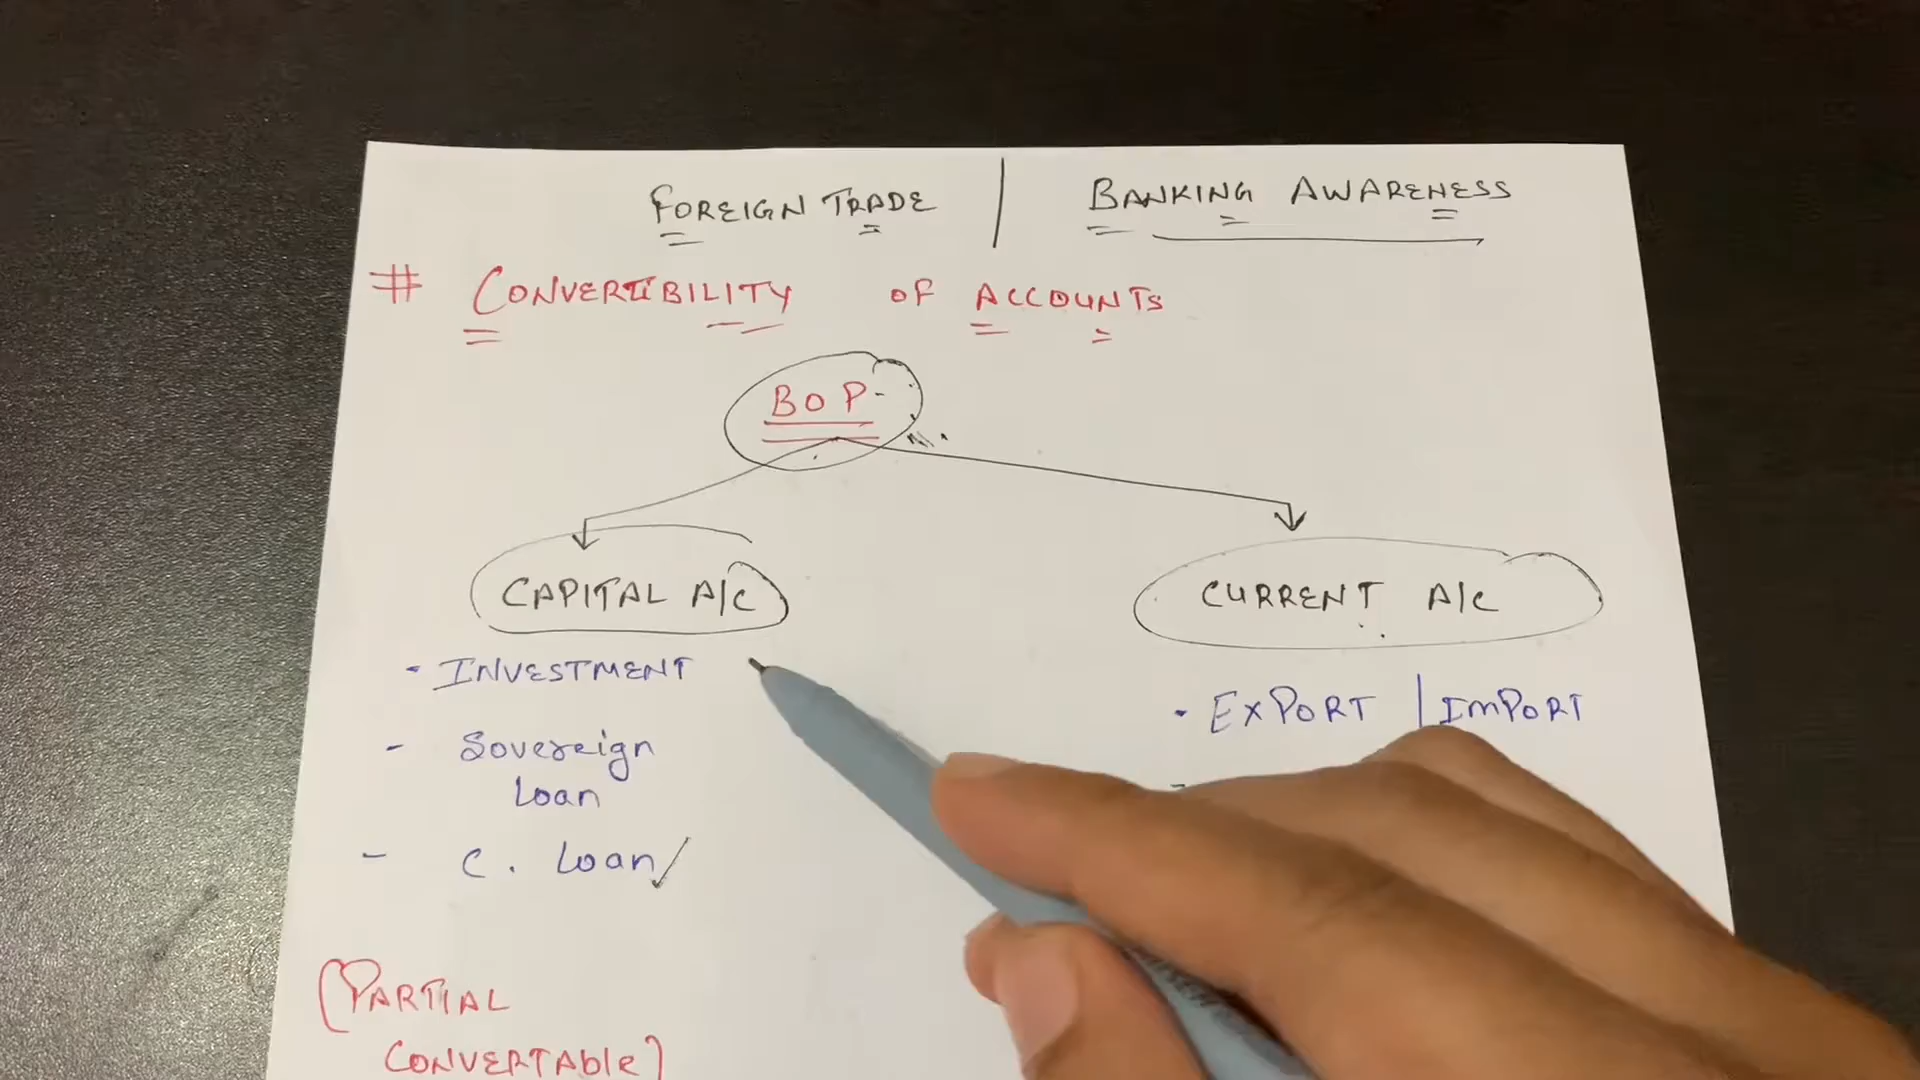 FOREIGN TRADE | BANKING AWARENESS
# CONVERTIBILITY OF ACCOUNTS
BOP
CAPITAL A/C
CURRENT A/C
- INVESTMENT
- EXPORT | IMPORT
- Sovereign
Loan
- C. Loan
(PARTIAL
CONVERTABLE)